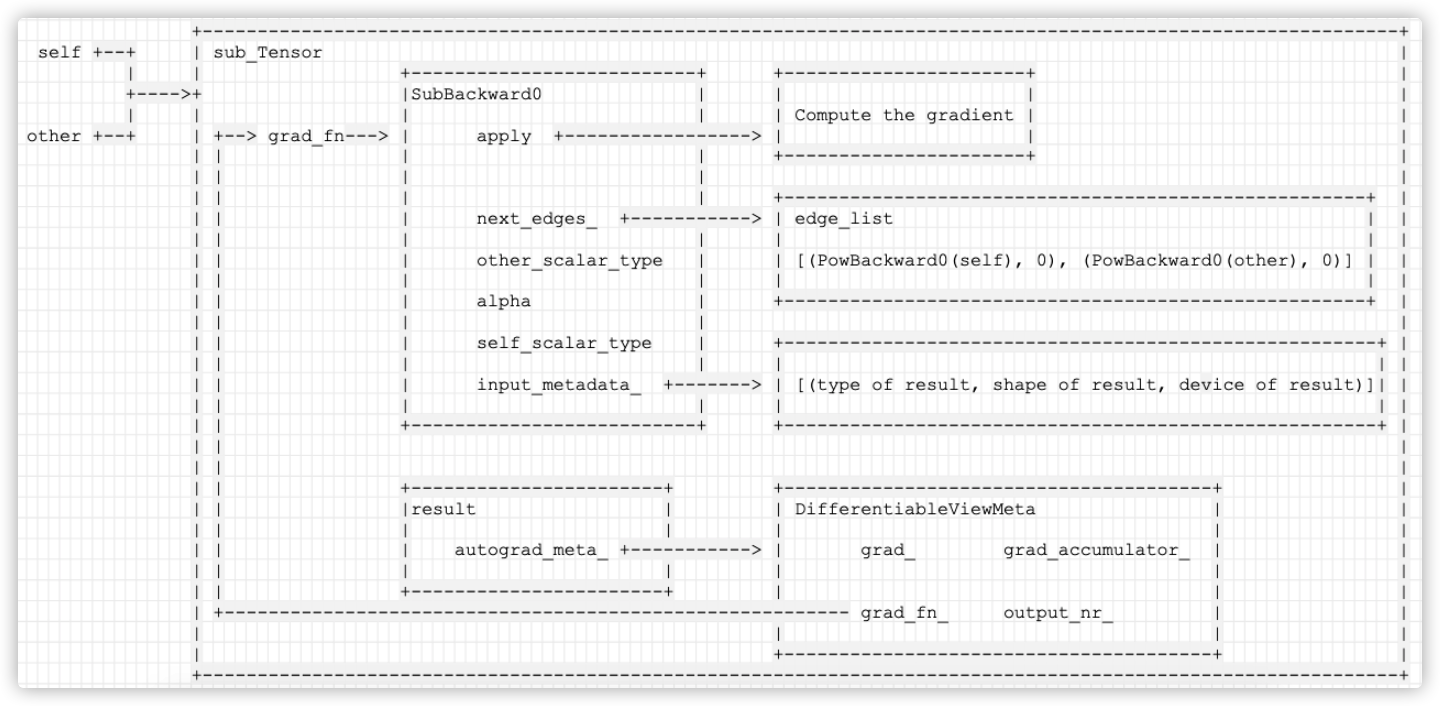 self
sub_Tensor
SubBackward0
Compute the gradient
other
grad_fn
apply
next_edges_
edge_list
other_scalar_type
[(PowBackward0(self), 0), (PowBackward0(other), 0)]
alpha
self_scalar_type
input_metadata_
[(type of result, shape of result, device of result)]
result
DifferentiableViewMeta
autograd_meta_
grad_ grad_accumulator_
grad_fn_ output_nr_